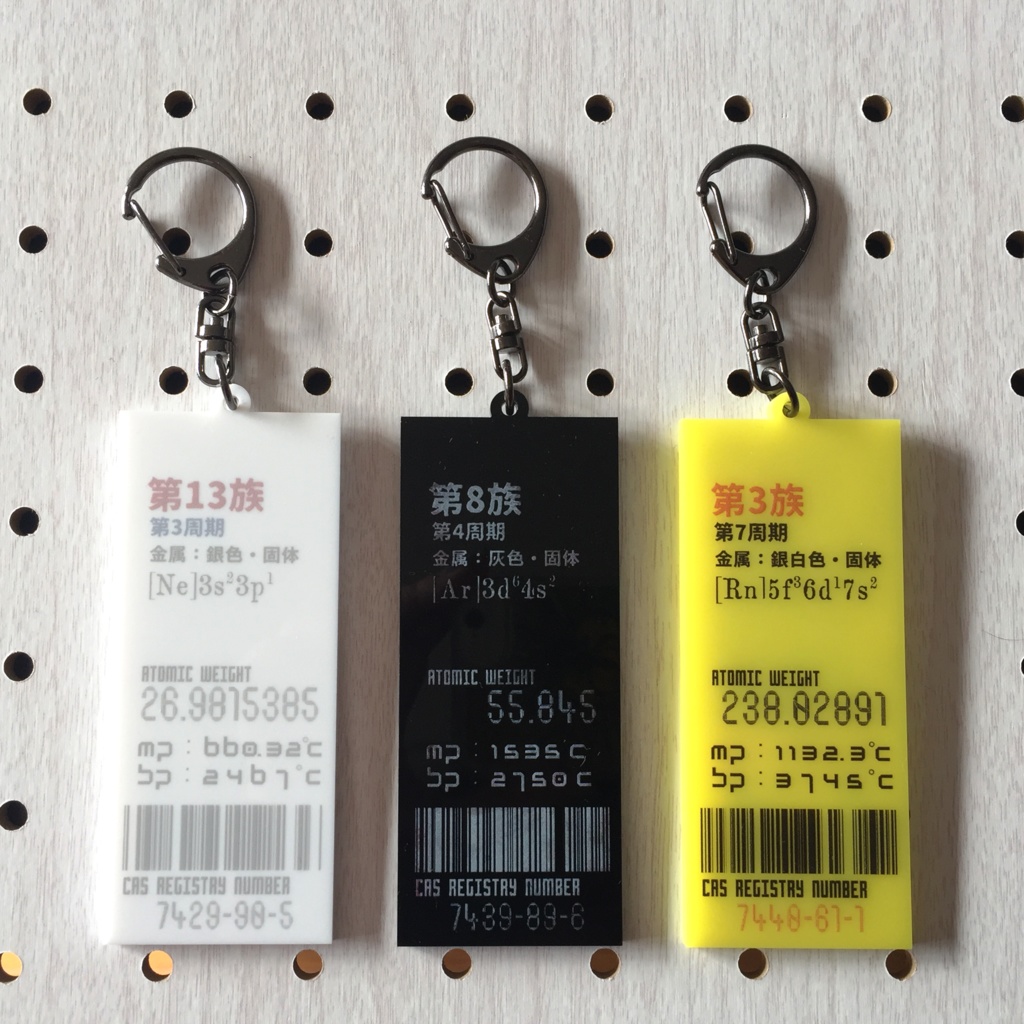 第13族
第3周期
金属：銀色・固体
[Ne]3s²3p¹
ATOMIC WEIGHT
26.9815385
mp : 660.32℃
bp : 2467℃
CAS REGISTRY NUMBER
7429-90-5
第8族
第4周期
金属：灰色・固体
[Ar]3d⁶4s²
ATOMIC WEIGHT
55.845
mp : 1535℃
bp : 2750℃
CAS REGISTRY NUMBER
7439-89-6
第3族
第7周期
金属：銀白色・固体
[Rn]5f³6d¹7s²
ATOMIC WEIGHT
238.02891
mp : 1132.3℃
bp : 3745℃
CAS REGISTRY NUMBER
7440-61-1